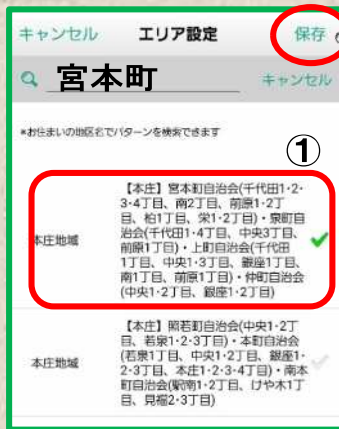 キャンセル エリア設定 保存
宮本町 キャンセル
*お住まいの地区名でパターンを検索できます
①
【本庄】宮本町自治会(千代田1・2・
3・4丁目、南2丁目、前原1・2丁
目、柏1丁目、栄1・2丁目)・泉町自
治会(千代田1・4丁目、中央3丁目、
前原1丁目)・上町自治会(千代田
1丁目、中央1・3丁目、銀座1丁目、
南1丁目、前原1丁目)・仲町自治会
(中央1・2丁目、銀座1・2丁目)
本庄地域
【本庄】照若町自治会(中央1・2丁
目、若泉1・2・3丁目)・本町自治会
(若泉1丁目、中央1・2丁目、銀座1・
2・3丁目、本庄1・2・3・4丁目)・南本
町自治会(駅南1・2丁目、けや木1丁
目、見福2・3丁目)
本庄地域